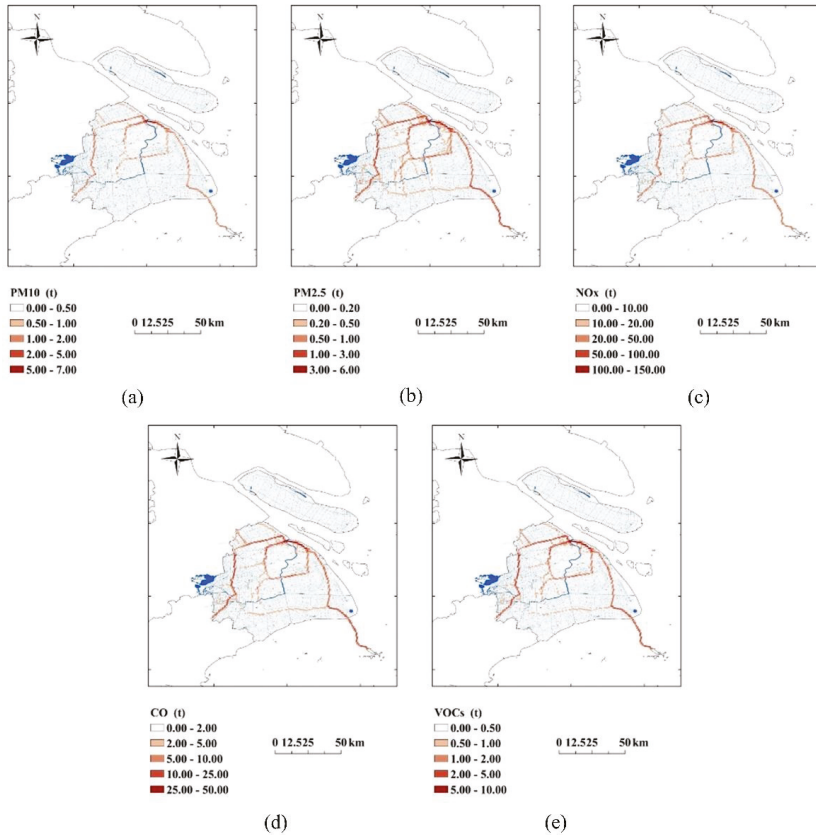 N
N
N
PM10 (t)
0.00 - 0.50
0.50 - 1.00
1.00 - 2.00
2.00 - 5.00
5.00 - 7.00
0 12.525 50 km
(a)
PM2.5 (t)
0.00 - 0.20
0.20 - 0.50
0.50 - 1.00
1.00 - 3.00
3.00 - 6.00
0 12.525 50 km
(b)
NOx (t)
0.00 - 10.00
10.00 - 20.00
20.00 - 50.00
50.00 - 100.00
100.00 - 150.00
0 12.525 50 km
(c)
N
N
CO (t)
0.00 - 2.00
2.00 - 5.00
5.00 - 10.00
10.00 - 25.00
25.00 - 50.00
0 12.525 50 km
(d)
VOCs (t)
0.00 - 0.50
0.50 - 1.00
1.00 - 2.00
2.00 - 5.00
5.00 - 10.00
0 12.525 50 km
(e)